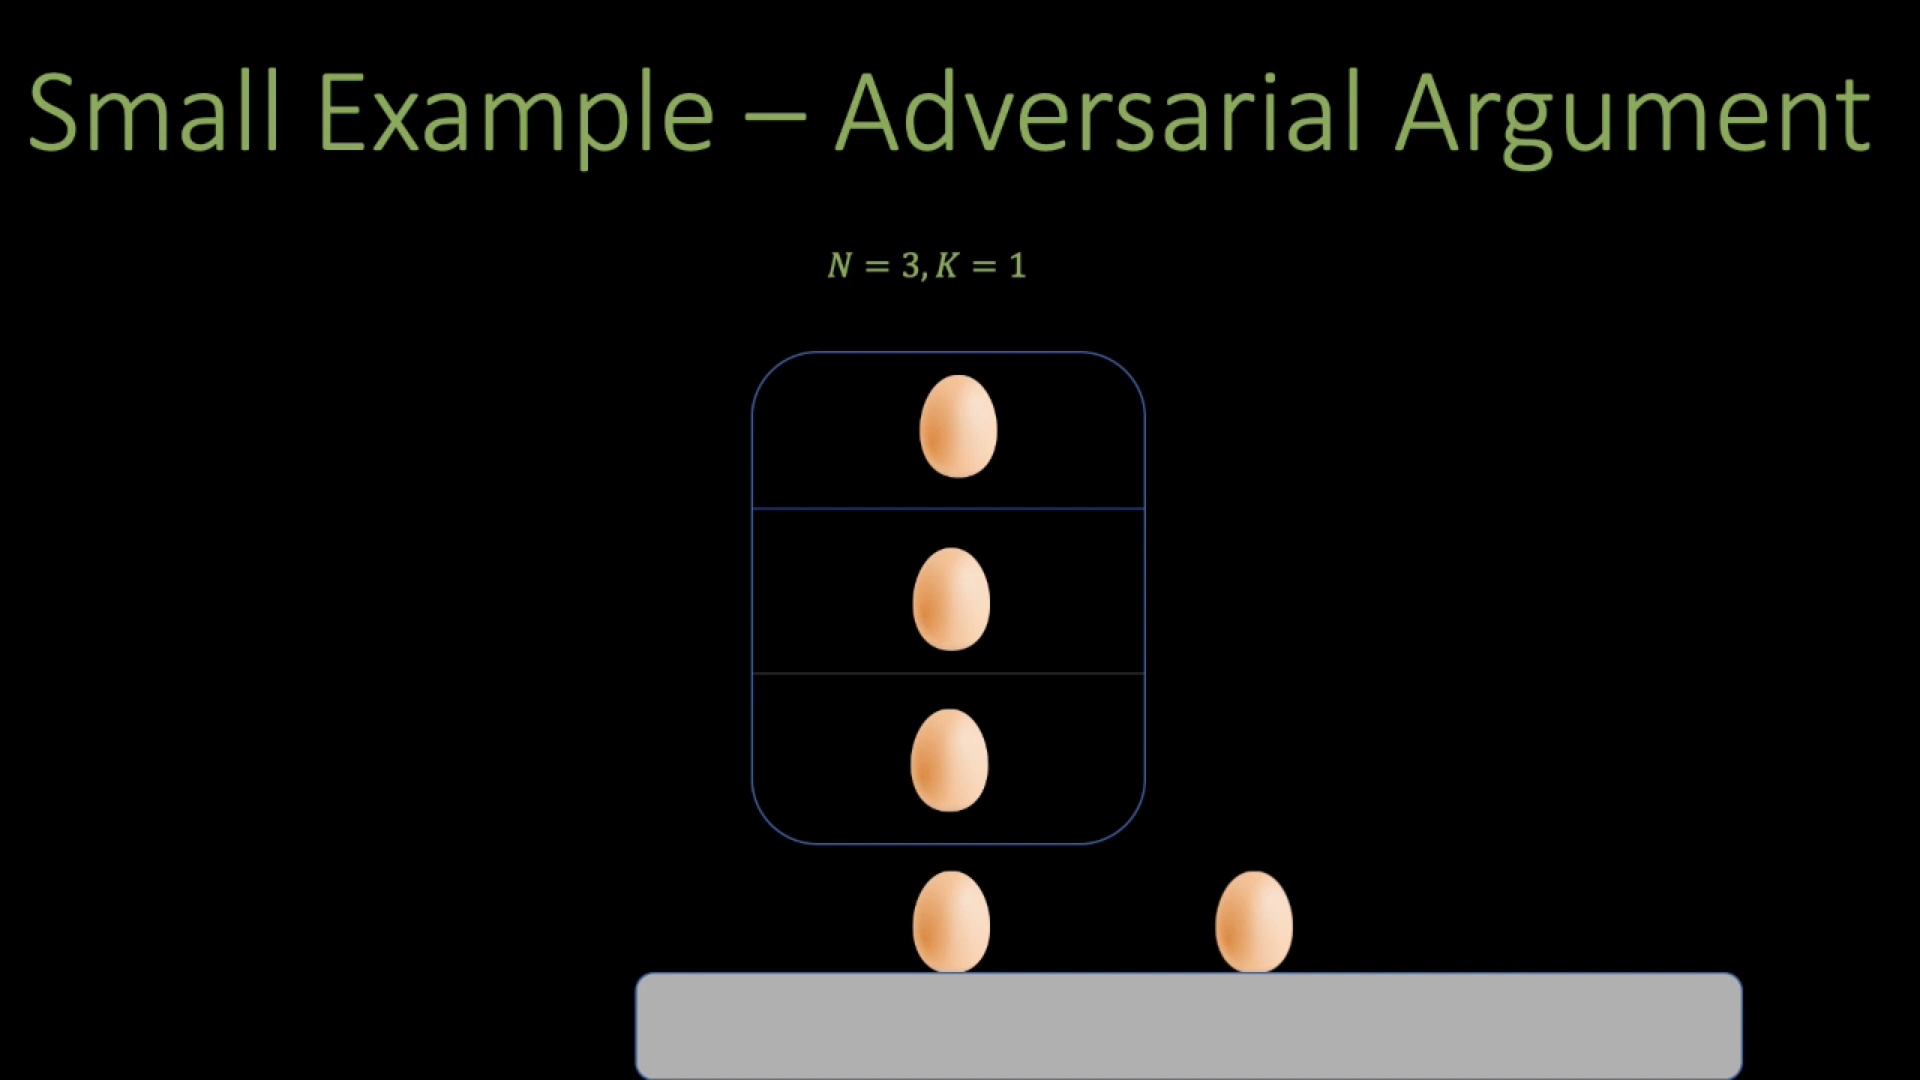 Small Example – Adversarial Argument
N = 3, K = 1